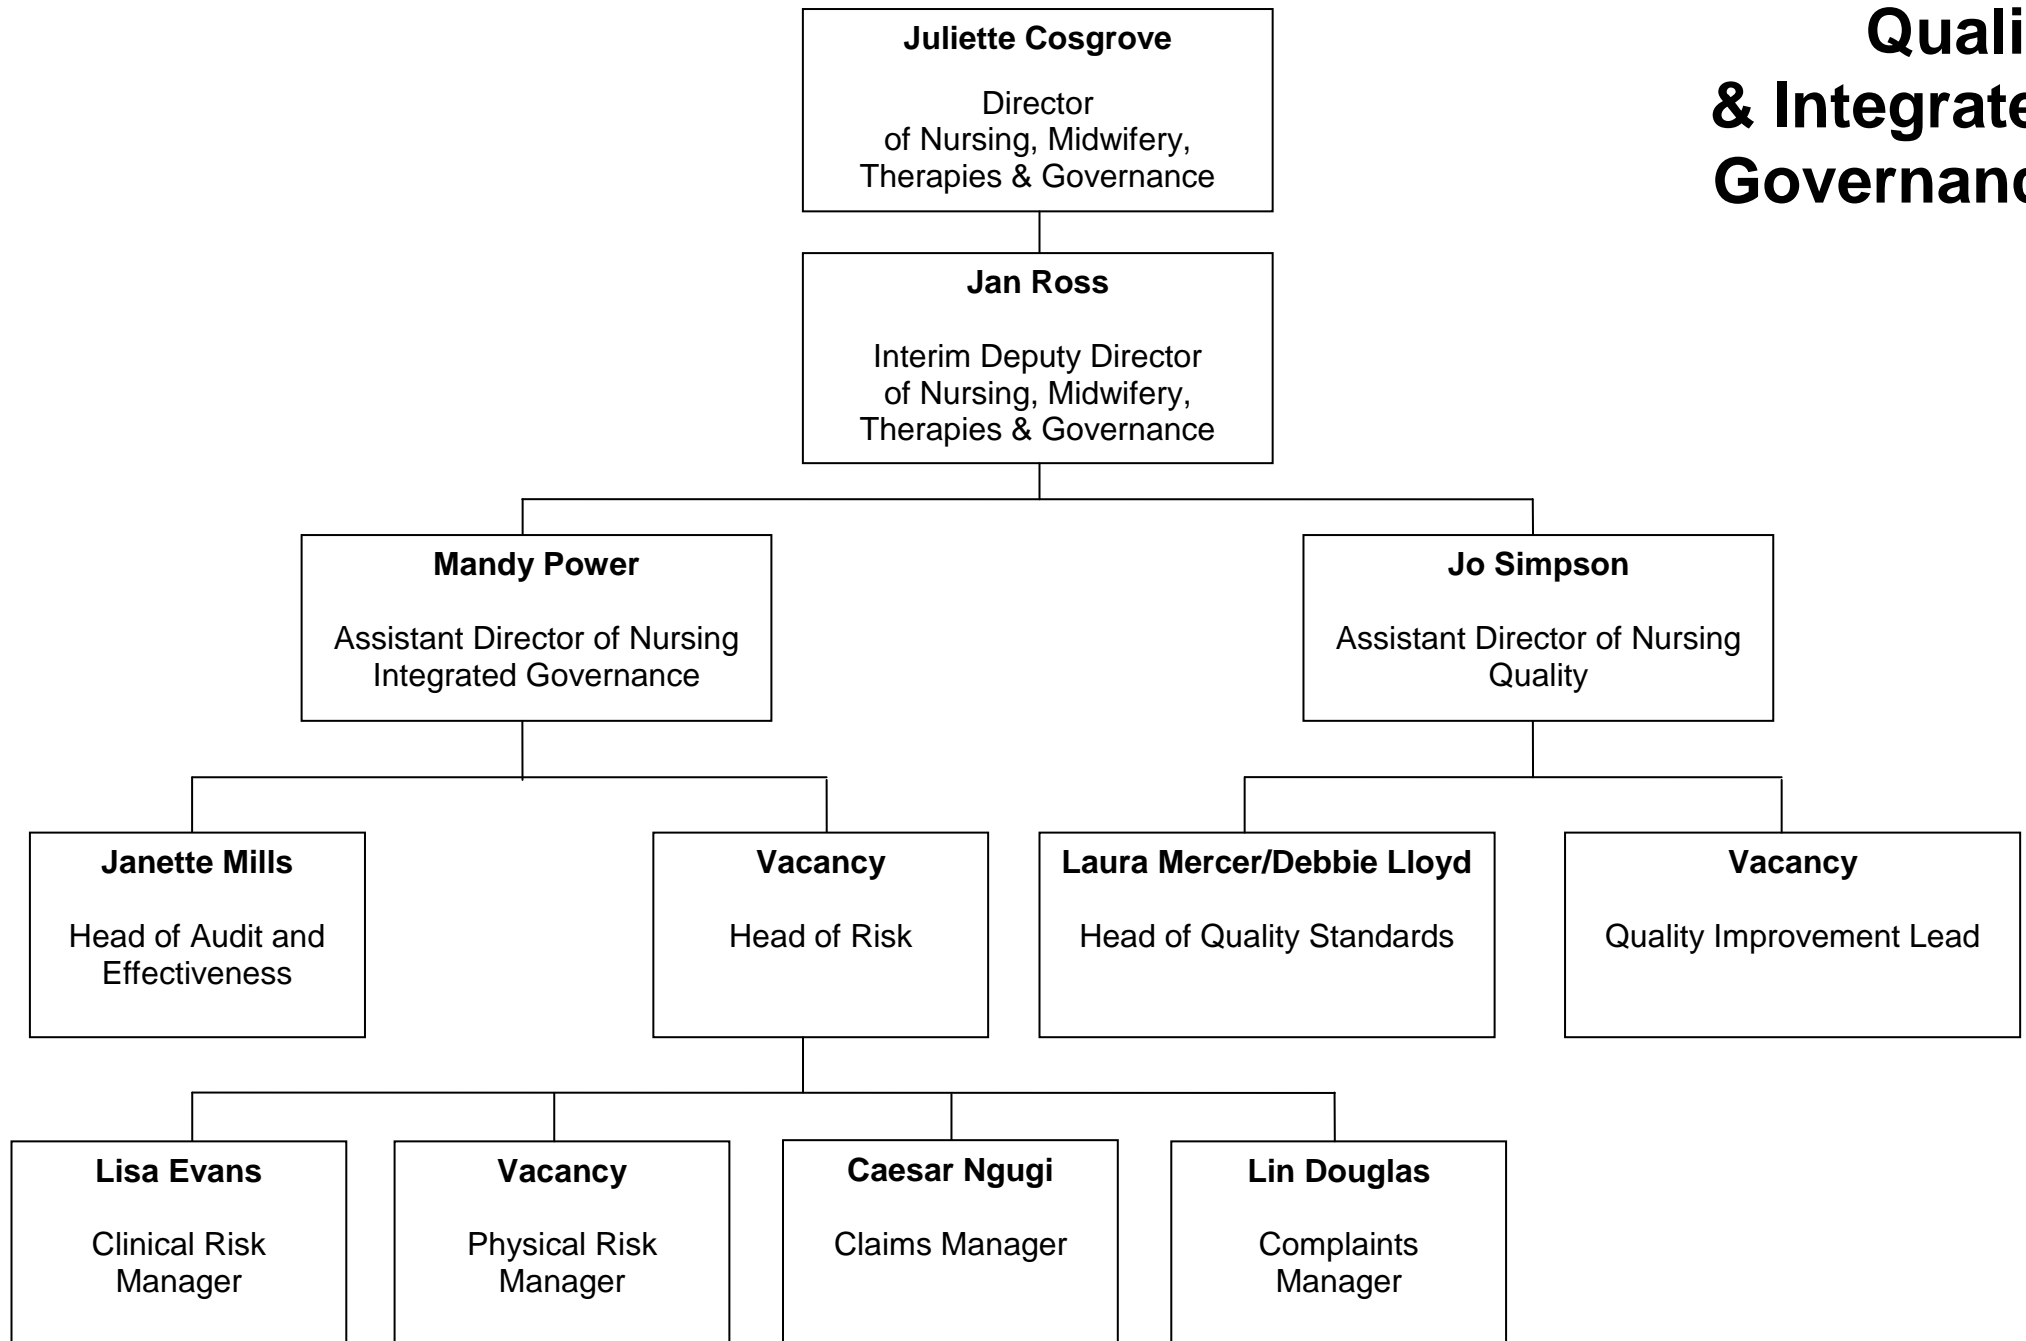 Juliette Cosgrove
Director
of Nursing, Midwifery,
Therapies & Governance
Quali
& Integrate
Governanc
Jan Ross
Interim Deputy Director
of Nursing, Midwifery,
Therapies & Governance
Mandy Power
Assistant Director of Nursing
Integrated Governance
Jo Simpson
Assistant Director of Nursing
Quality
Janette Mills
Head of Audit and
Effectiveness
Vacancy
Head of Risk
Laura Mercer/Debbie Lloyd
Head of Quality Standards
Vacancy
Quality Improvement Lead
Lisa Evans
Clinical Risk
Manager
Vacancy
Physical Risk
Manager
Caesar Ngugi
Claims Manager
Lin Douglas
Complaints
Manager